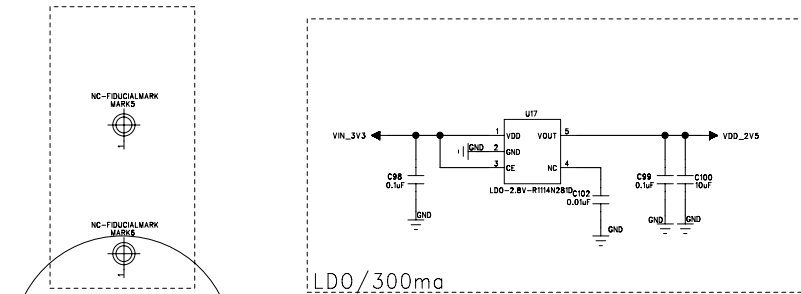 NC-FIDUCIALMARK
MARK5
1
NC-FIDUCIALMARK
MARK6
1
U17
VIN_3V3
1 VDD VOUT 5
VDD_2V5
GND 2 GND
3 CE NC 4
LDO-2.8V-R1114N281D
C98
0.1uF
GND
C102
0.01uF
GND
C99
0.1uF
GND
C100
10uF
GND
LDO/300ma